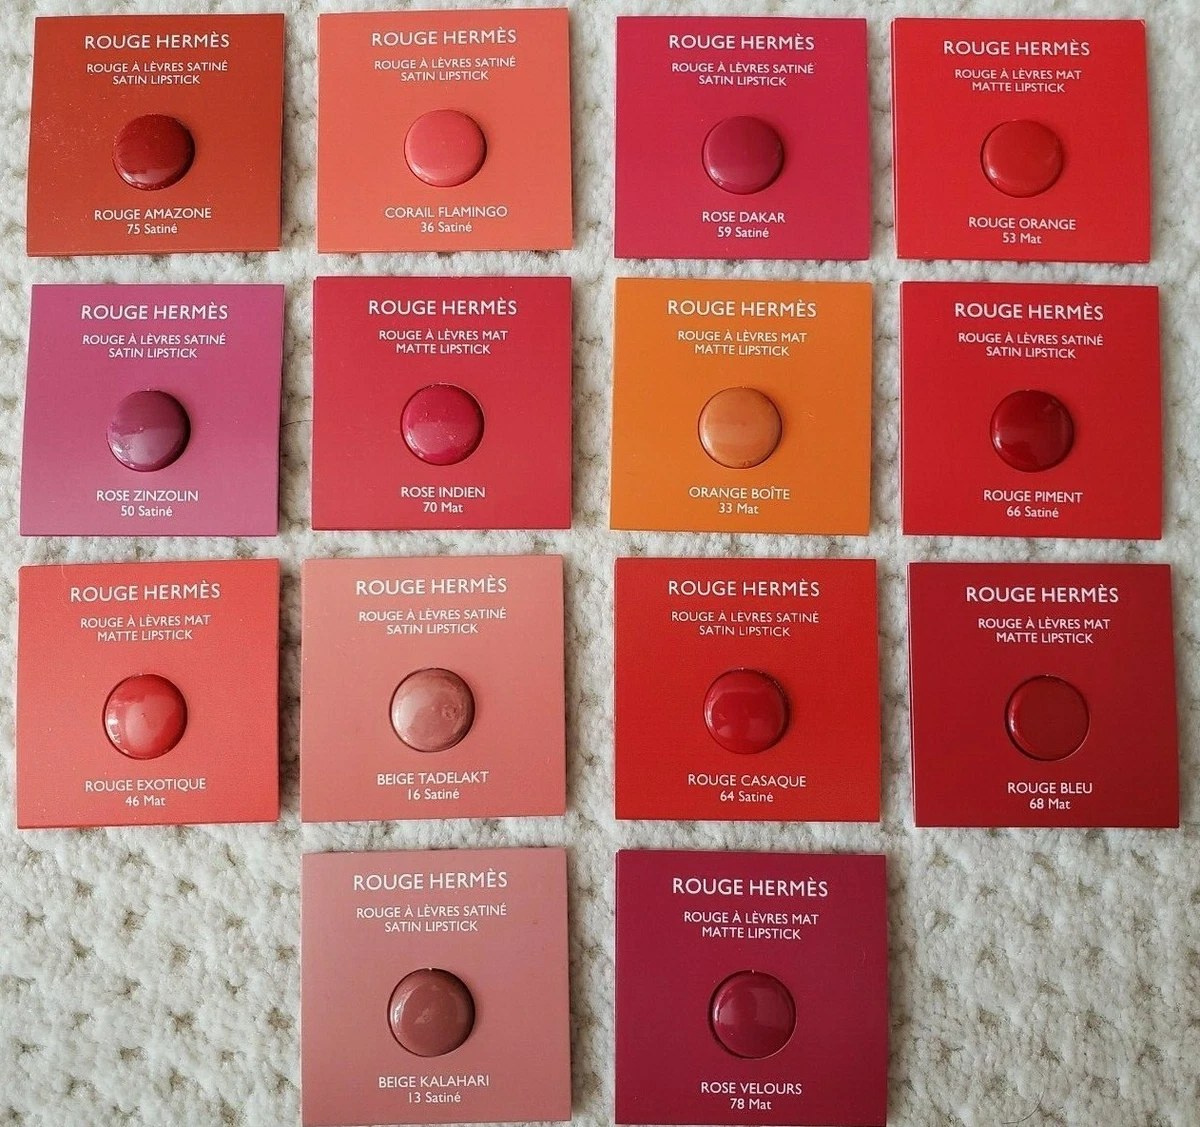 ROUGE HERMÈS
ROUGE À LÈVRES SATINÉ
SATIN LIPSTICK
ROUGE AMAZONE
75 Satiné
ROUGE HERMÈS
ROUGE À LÈVRES SATINÉ
SATIN LIPSTICK
CORAIL FLAMINGO
36 Satiné
ROUGE HERMÈS
ROUGE À LÈVRES SATINÉ
SATIN LIPSTICK
ROSE DAKAR
59 Satiné
ROUGE HERMÈS
ROUGE À LÈVRES MAT
MATTE LIPSTICK
ROUGE ORANGE
53 Mat
ROUGE HERMÈS
ROUGE À LÈVRES SATINÉ
SATIN LIPSTICK
ROSE ZINZOLIN
50 Satiné
ROUGE HERMÈS
ROUGE À LÈVRES MAT
MATTE LIPSTICK
ROSE INDIEN
70 Mat
ROUGE HERMÈS
ROUGE À LÈVRES MAT
MATTE LIPSTICK
ORANGE BOÎTE
33 Mat
ROUGE HERMÈS
ROUGE À LÈVRES SATINÉ
SATIN LIPSTICK
ROUGE PIMENT
66 Satiné
ROUGE HERMÈS
ROUGE À LÈVRES MAT
MATTE LIPSTICK
ROUGE EXOTIQUE
46 Mat
ROUGE HERMÈS
ROUGE À LÈVRES SATINÉ
SATIN LIPSTICK
BEIGE TADELAKT
16 Satiné
ROUGE HERMÈS
ROUGE À LÈVRES SATINÉ
SATIN LIPSTICK
ROUGE CASAQUE
64 Satiné
ROUGE HERMÈS
ROUGE À LÈVRES MAT
MATTE LIPSTICK
ROUGE BLEU
68 Mat
ROUGE HERMÈS
ROUGE À LÈVRES SATINÉ
SATIN LIPSTICK
BEIGE KALAHARI
13 Satiné
ROUGE HERMÈS
ROUGE À LÈVRES MAT
MATTE LIPSTICK
ROSE VELOURS
78 Mat